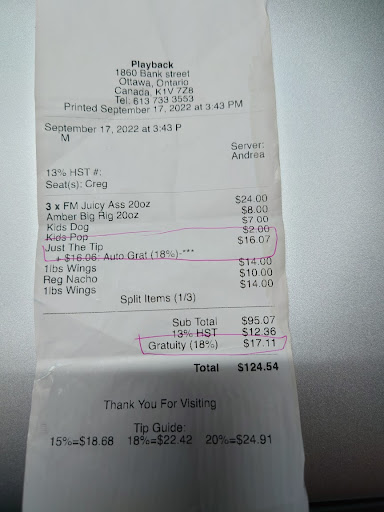 Playback
1860 Bank street
Ottawa, Ontario
Canada. K1V 7Z8
Tel: 613 733 3553
Printed September 17, 2022 at 3:43 PM
September 17, 2022 at 3:43 P
M
Server:
Andrea
13% HST #:
Seat(s): Creg
3 x FM Juicy Ass 20oz $24.00
Amber Big Rig 20oz $8.00
Kids Dog $7.00
Kids Pop $2.00
Just The Tip $16.07
+ $16.06: Auto Grat (18%) ***
1lbs Wings $14.00
Reg Nacho $10.00
1lbs Wings $14.00
Split Items (1/3)
Sub Total $95.07
13% HST $12.36
Gratuity (18%) $17.11
Total $124.54
Thank You For Visiting
Tip Guide:
15%=$18.68 18%=$22.42 20%=$24.91